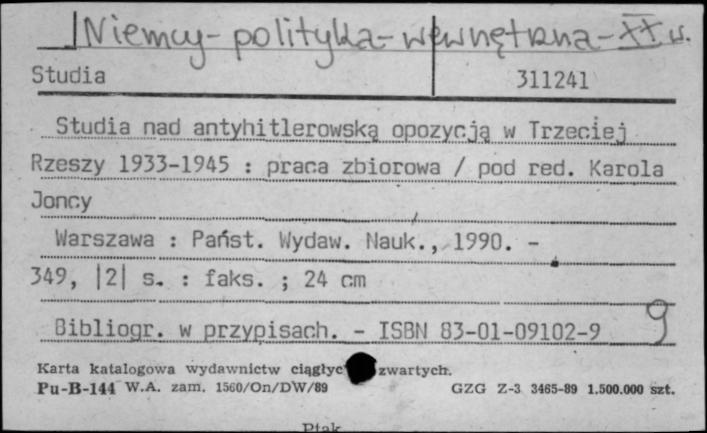 Niemcy-polityka-wewnętrzna-XX w.
Studia 311241
Studia nad antyhitlerowską opozycją w Trzeciej
Rzeszy 1933-1945 : praca zbiorowa / pod red. Karola
Joncy
Warszawa : Państ. Wydaw. Nauk., 1990. -
349, |2| s. : faks. ; 24 cm
9
Bibliogr. w przypisach. - ISBN 83-01-09102-9
Karta katalogowa wydawnictw ciągłyc zwartych.
Pu-B-144 W.A. zam. 1560/On/DW/89 GZG Z-3 3465-89 1.500.000 szt.
Ptak